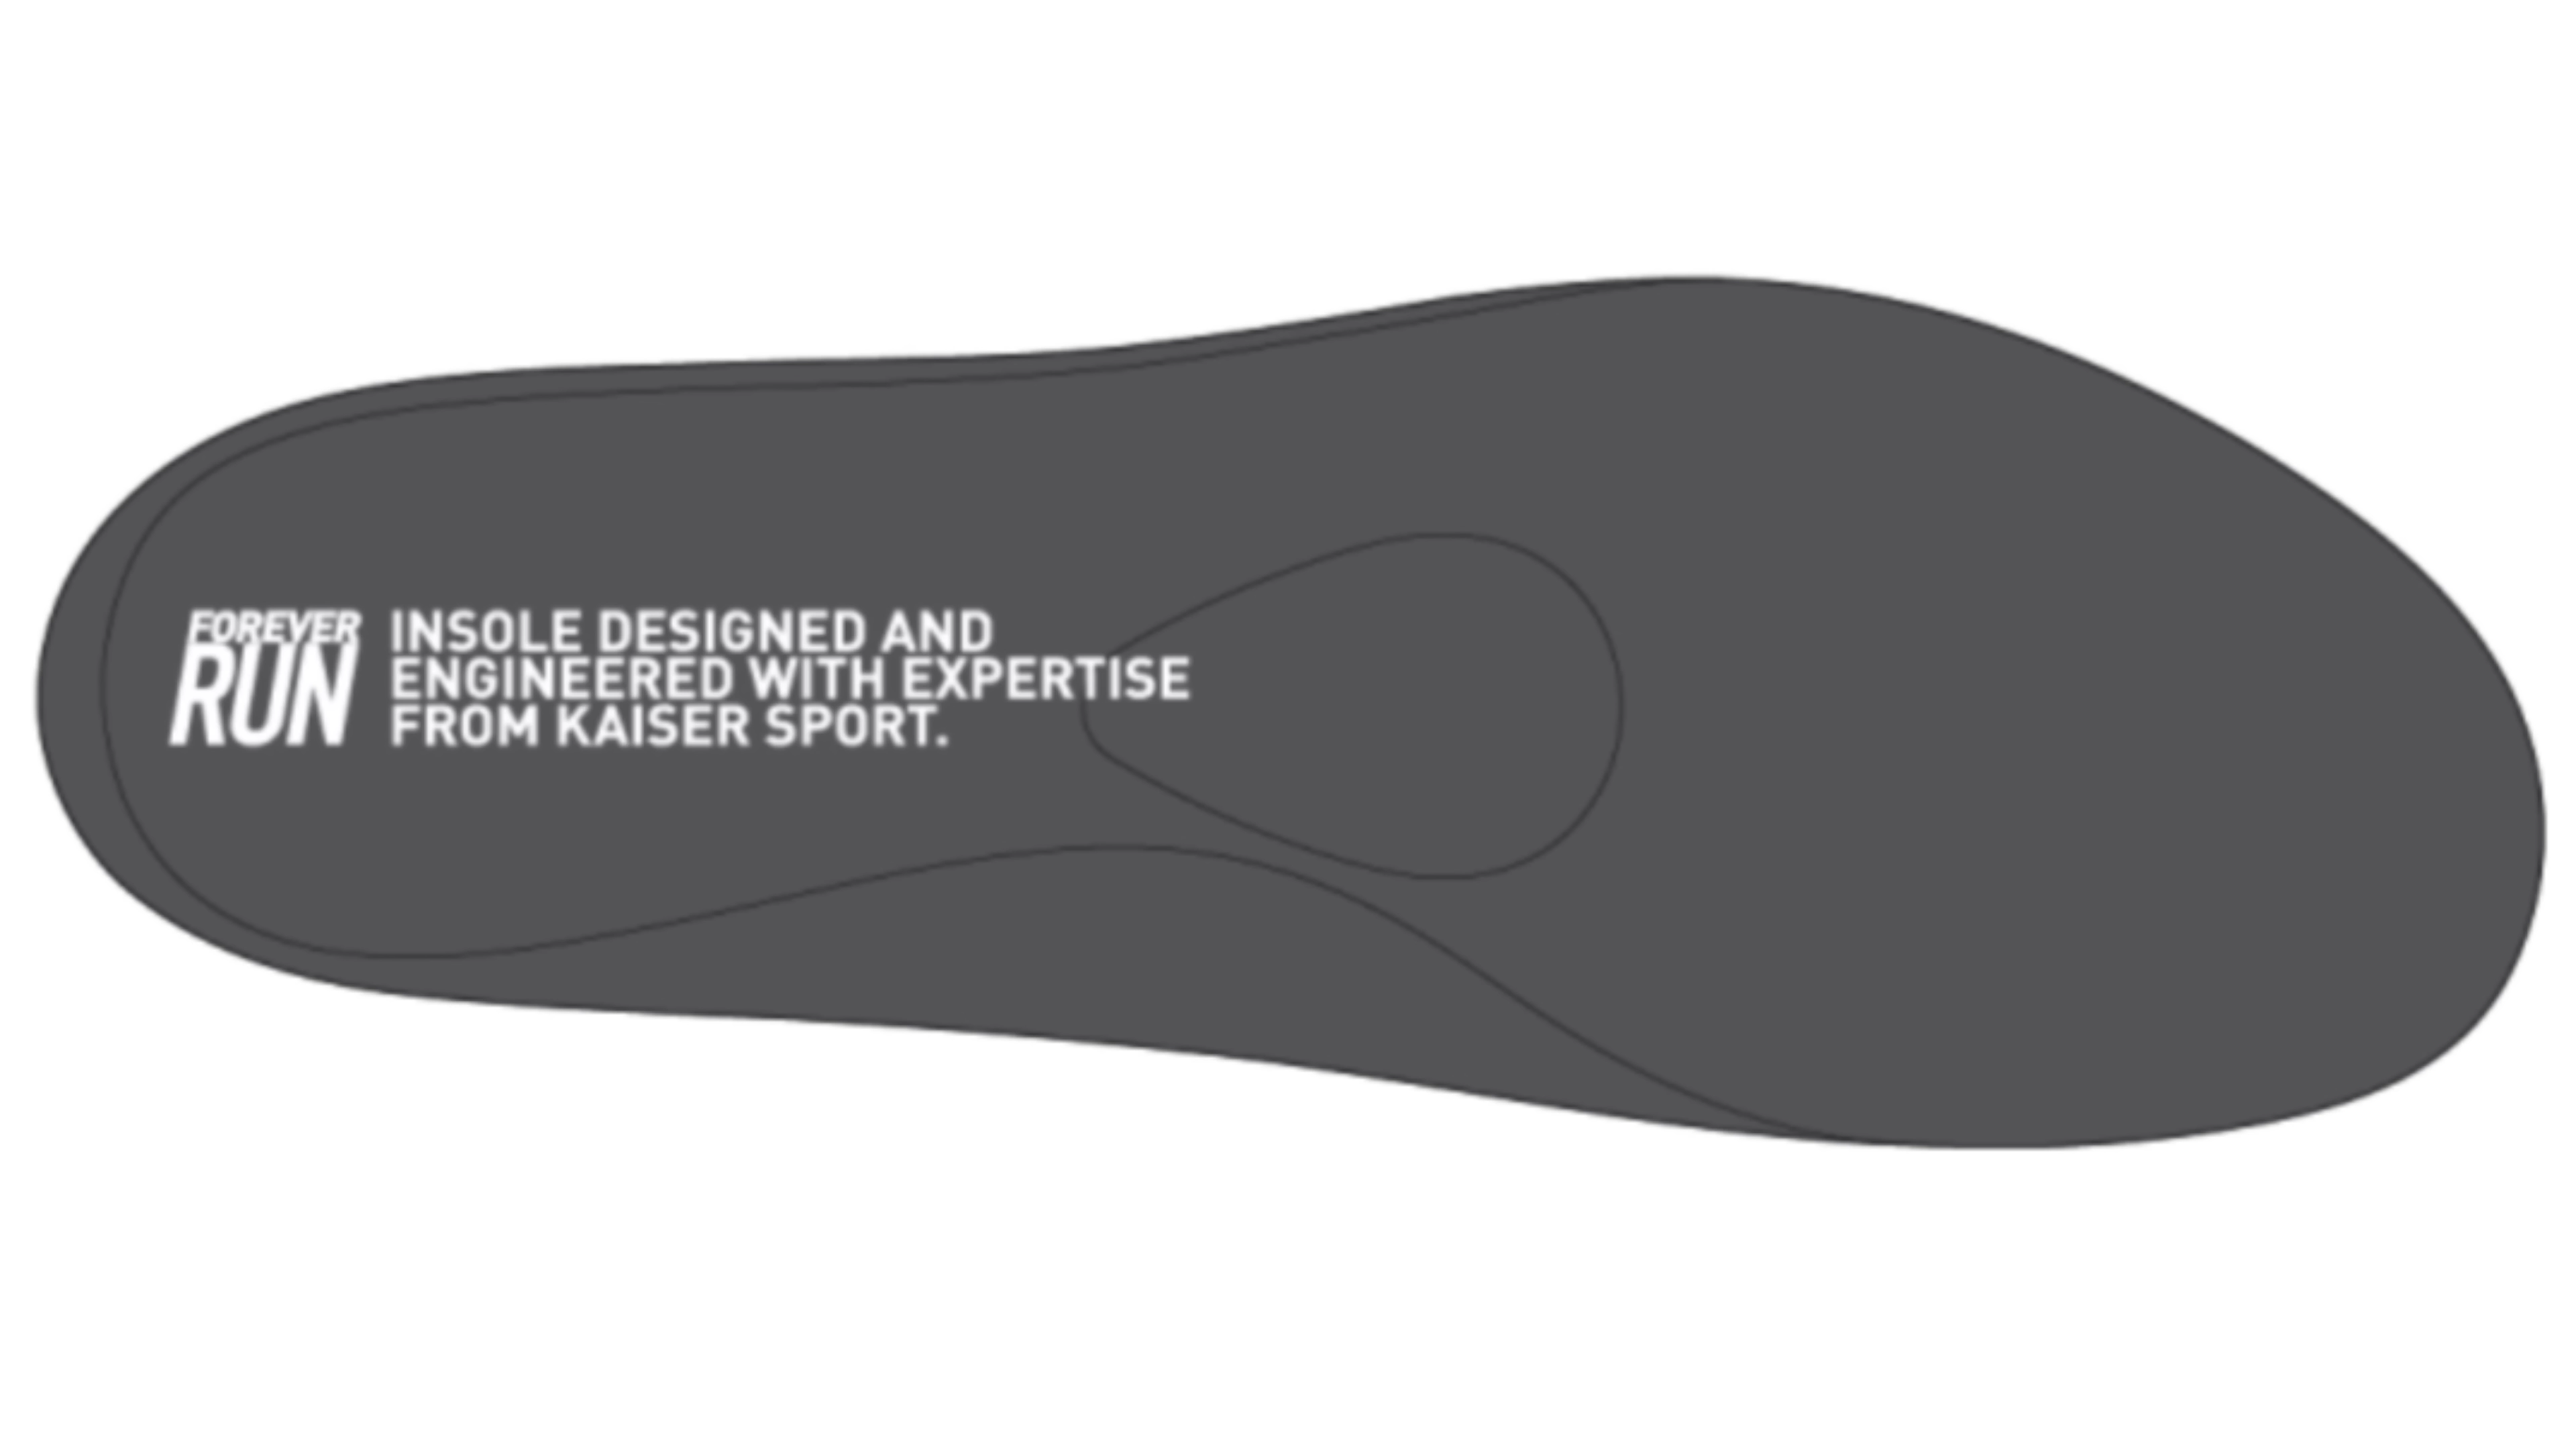 FOREVER
RUN
INSOLE DESIGNED AND
ENGINEERED WITH EXPERTISE
FROM KAISER SPORT.